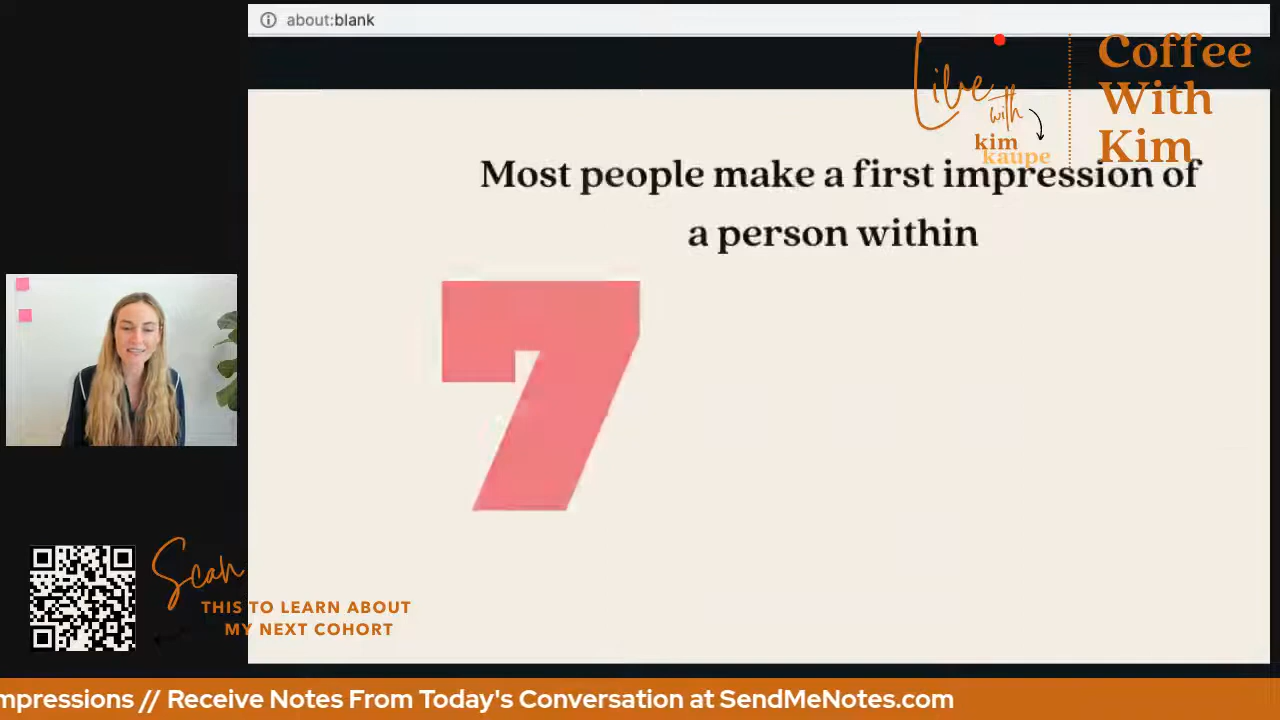 about:blank
Live
with
kim
kaupe
Coffee
With
Kim
Most people make a first impression of
a person within
7
Scan
THIS TO LEARN ABOUT
MY NEXT COHORT
mpressions // Receive Notes From Today's Conversation at SendMeNotes.com